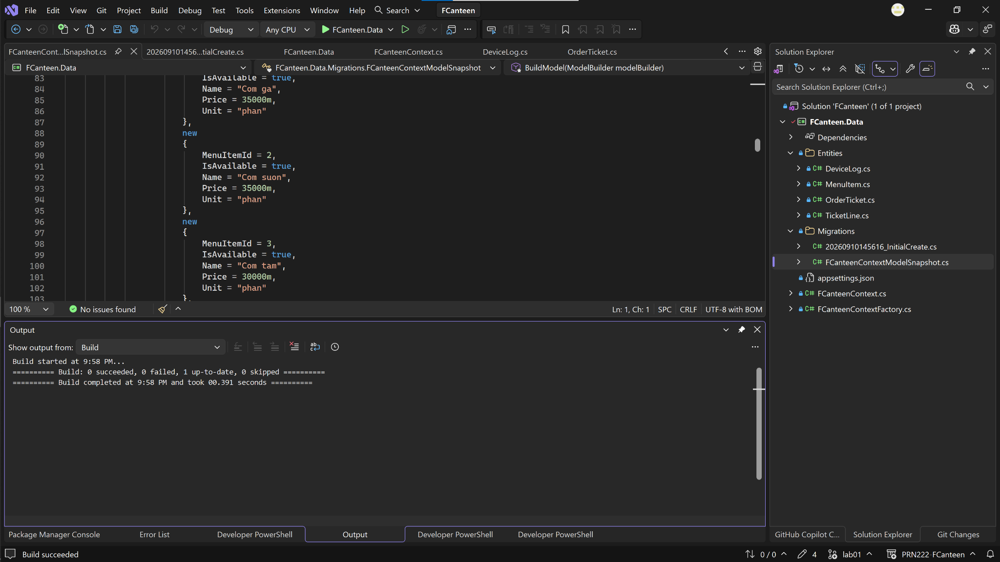 File Edit View Git Project Build Debug Test Tools Extensions Window Help Search FCanteen
Debug Any CPU FCanteen.Data
FCanteenCont...lSnapshot.cs 202609101456...tialCreate.cs FCanteen.Data FCanteenContext.cs DeviceLog.cs OrderTicket.cs
FCanteen.Data FCanteen.Data.Migrations.FCanteenContextModelSnapshot BuildModel(ModelBuilder modelBuilder)
83 IsAvailable = true,
84 Name = "Com ga",
85 Price = 35000m,
86 Unit = "phan"
87 },
88 new
89 {
90 MenuItemId = 2,
91 IsAvailable = true,
92 Name = "Com suon",
93 Price = 35000m,
94 Unit = "phan"
95 },
96 new
97 {
98 MenuItemId = 3,
99 IsAvailable = true,
100 Name = "Com tam",
101 Price = 30000m,
102 Unit = "phan"
103 },
100 % No issues found Ln: 1, Ch: 1 SPC CRLF UTF-8 with BOM
Output
Show output from: Build
Build started at 9:58 PM...
========== Build: 0 succeeded, 0 failed, 1 up-to-date, 0 skipped ==========
========== Build completed at 9:58 PM and took 00.391 seconds ==========
Package Manager Console Error List Developer PowerShell Output Developer PowerShell Developer PowerShell
Solution Explorer
Search Solution Explorer (Ctrl+;)
Solution 'FCanteen' (1 of 1 project)
FCanteen.Data
Dependencies
Entities
C# DeviceLog.cs
C# MenuItem.cs
C# OrderTicket.cs
C# TicketLine.cs
Migrations
C# 20260910145616_InitialCreate.cs
C# FCanteenContextModelSnapshot.cs
appsettings.json
C# FCanteenContext.cs
C# FCanteenContextFactory.cs
GitHub Copilot C... Solution Explorer Git Changes
Build succeeded 0 / 0 4 lab01 PRN222-FCanteen